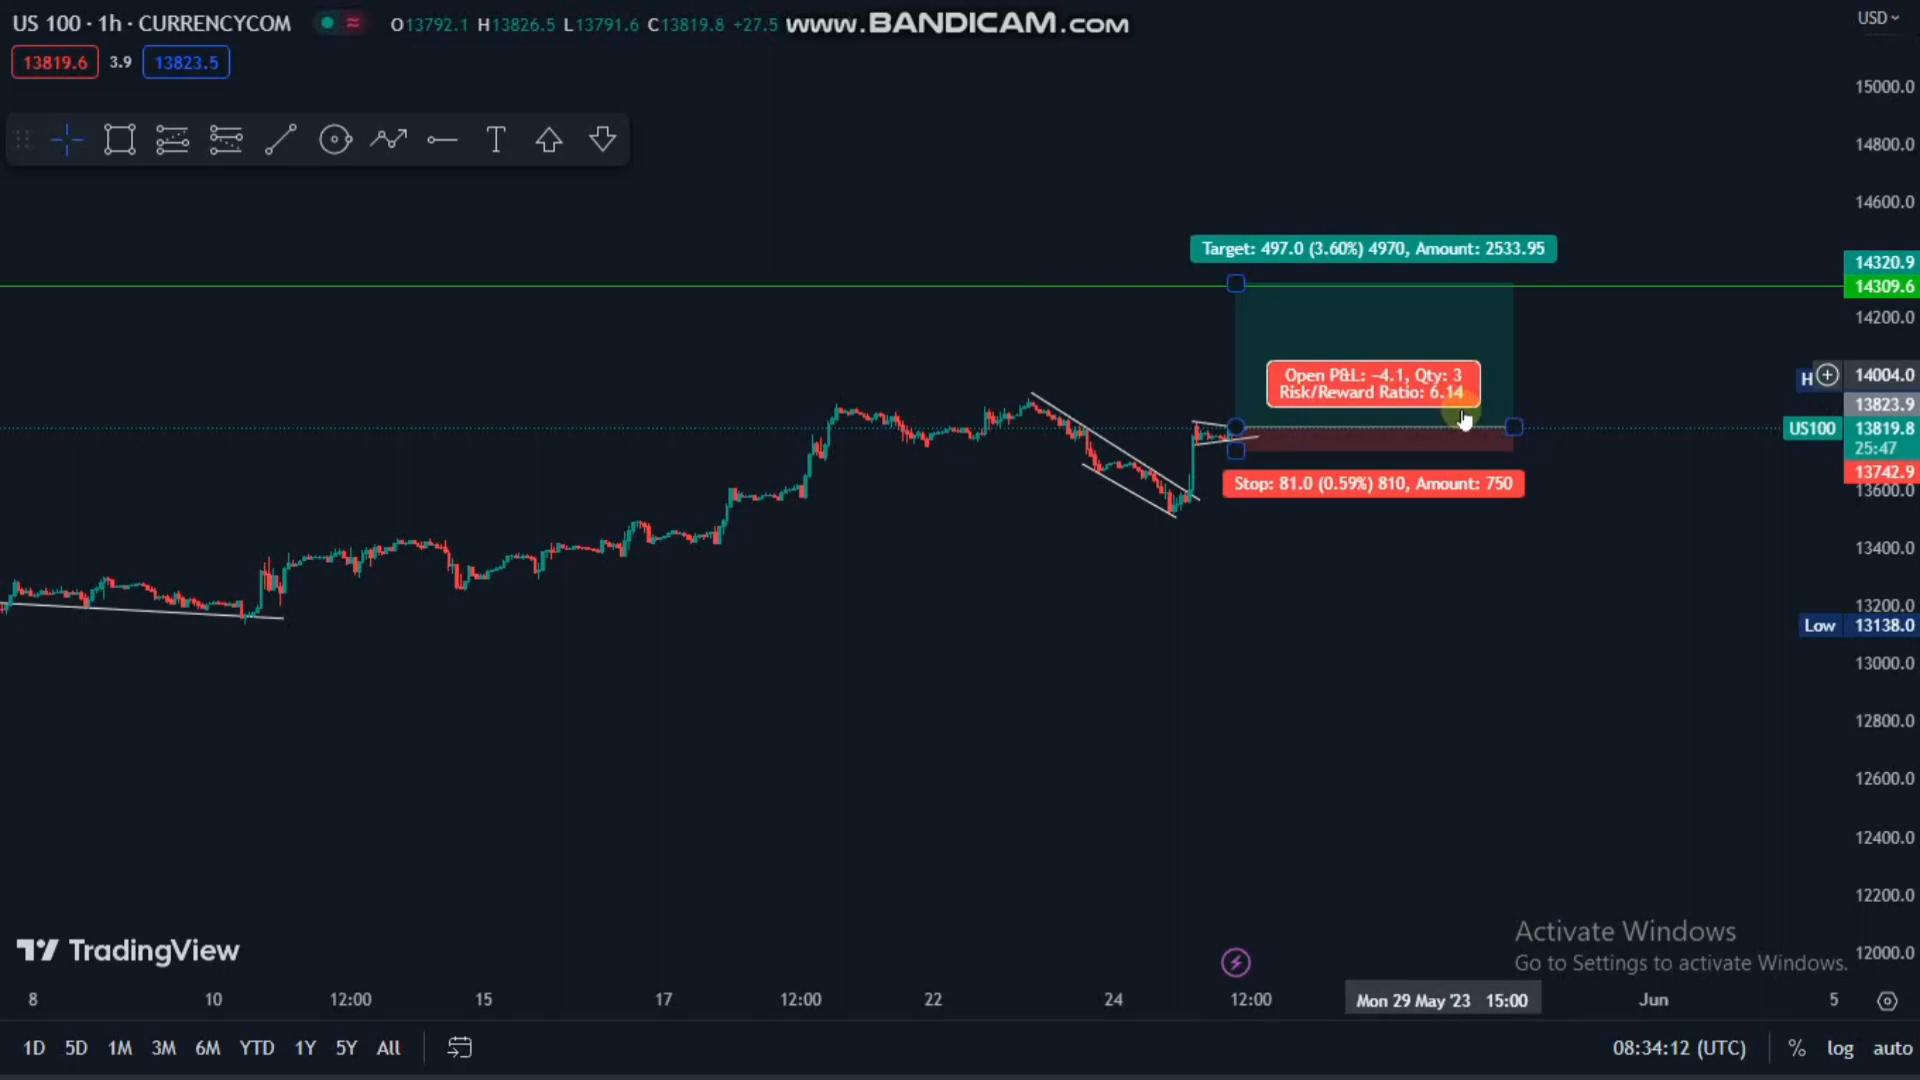 US 100 · 1h · CURRENCYCOM O13792.1 H13826.5 L13791.6 C13819.8 +27.5
www.BANDICAM.com
USD
13819.6 3.9 13823.5
15000.0
14800.0
14600.0
Target: 497.0 (3.60%) 4970, Amount: 2533.95
14320.9
14309.6
14200.0
Open P&L: −4.1, Qty: 3
Risk/Reward Ratio: 6.14
H 14004.0
13823.9
US100 13819.8
25:47
13742.9
Stop: 81.0 (0.59%) 810, Amount: 750
13600.0
13400.0
13200.0
Low 13138.0
13000.0
12800.0
12600.0
12400.0
12200.0
12000.0
Activate Windows
Go to Settings to activate Windows.
TradingView
8 10 12:00 15 17 12:00 22 24 12:00 Mon 29 May '23 15:00 Jun 5
1D 5D 1M 3M 6M YTD 1Y 5Y All 08:34:12 (UTC) % log auto